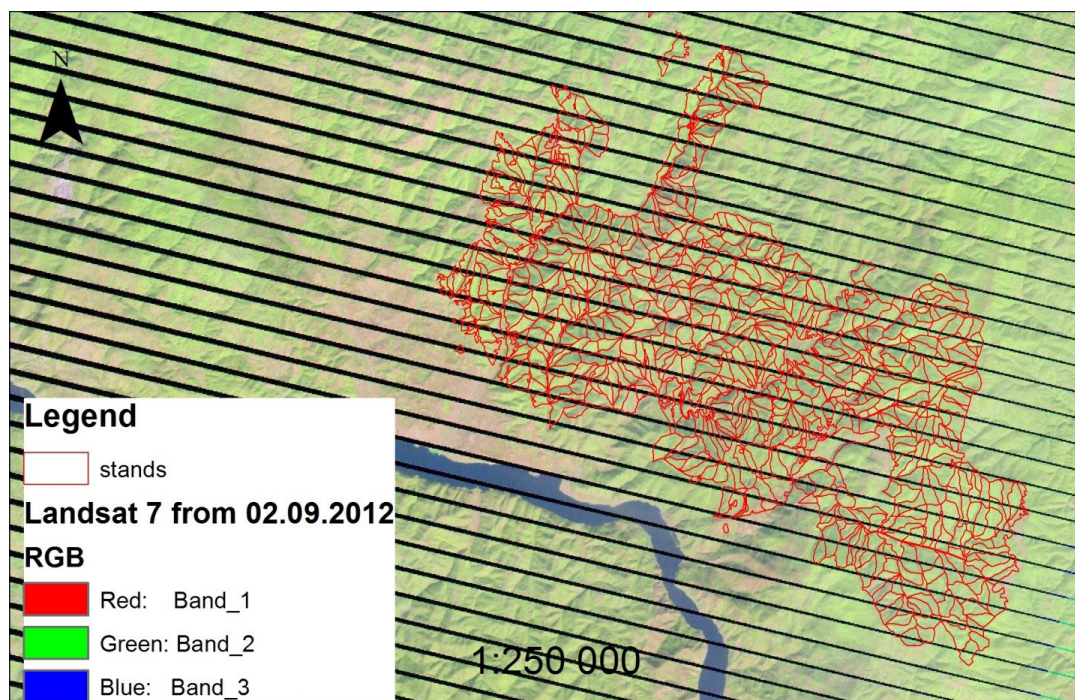 N
Legend
stands
Landsat 7 from 02.09.2012
RGB
Red: Band_1
Green: Band_2
Blue: Band_3
1:250 000